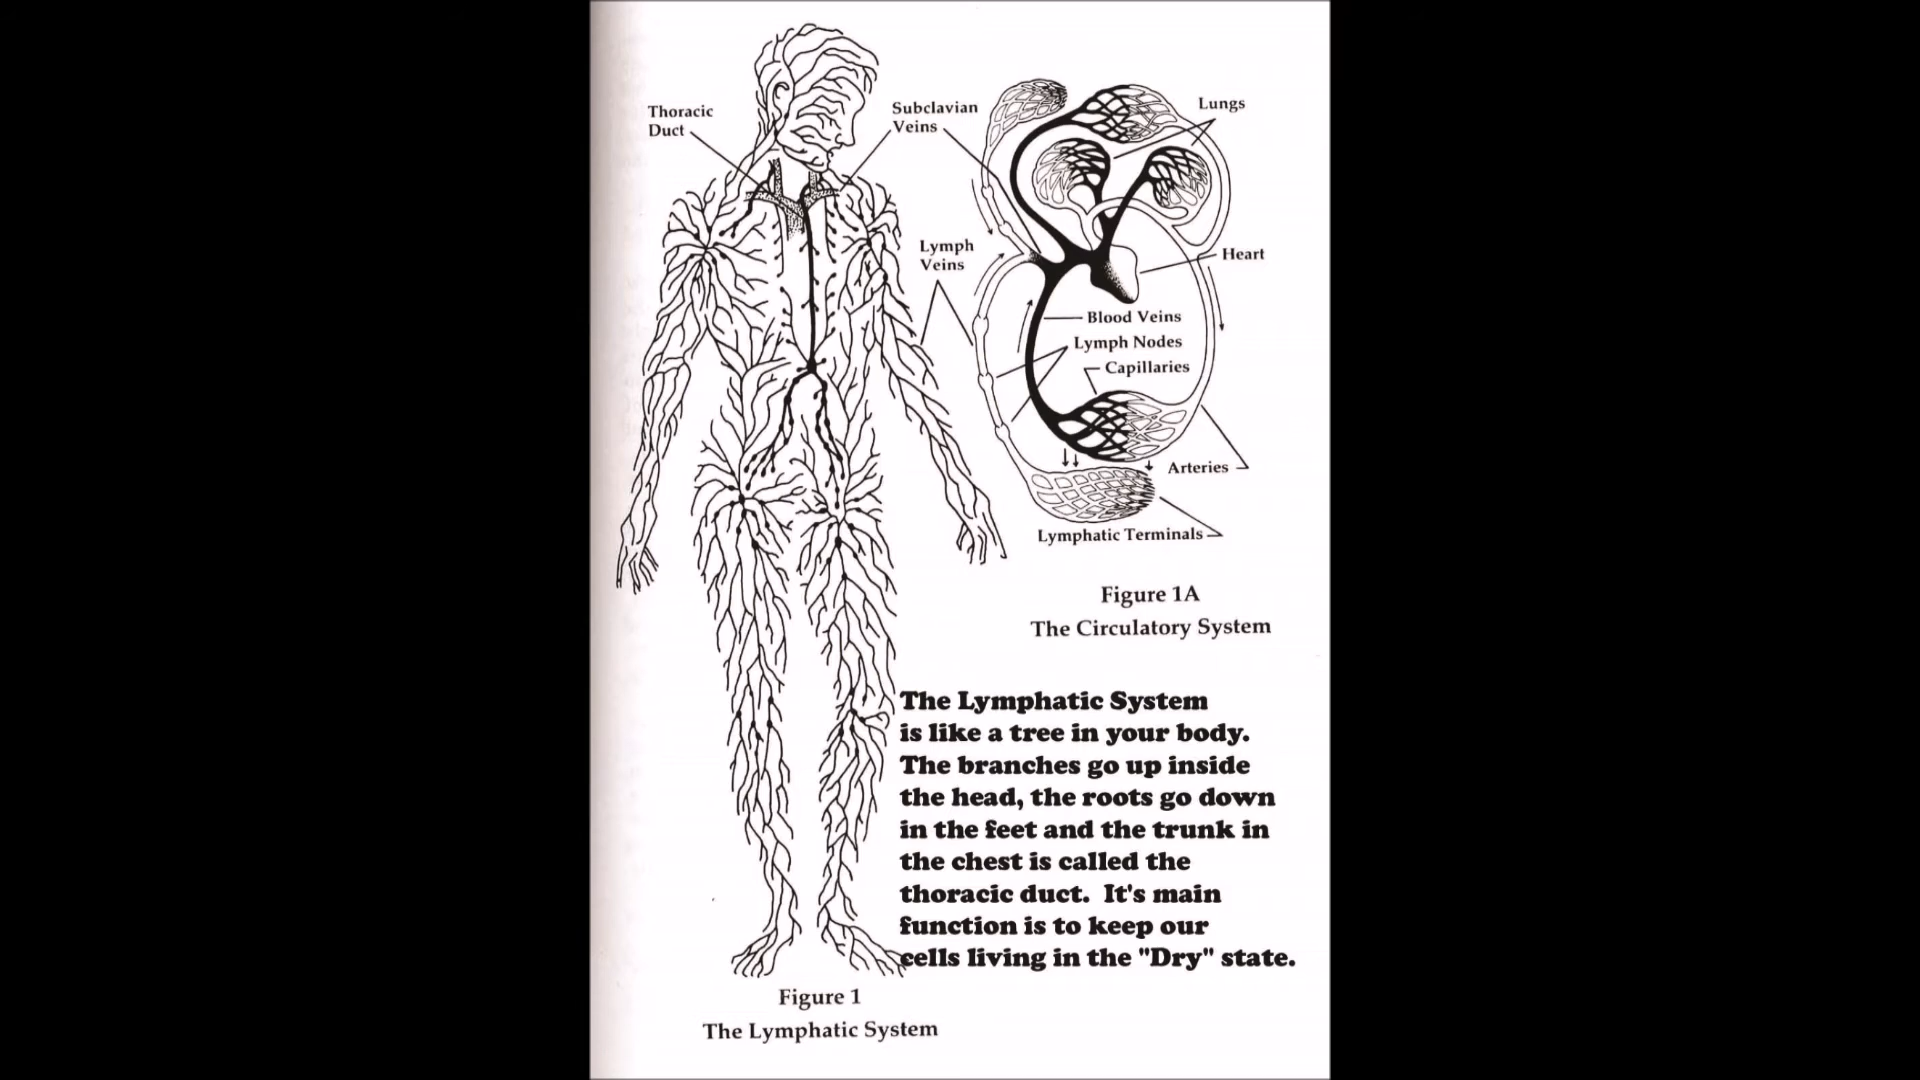 Thoracic
Duct
Subclavian
Veins
Lungs
Lymph
Veins
Heart
Blood Veins
Lymph Nodes
Capillaries
Arteries
Lymphatic Terminals
Figure 1A
The Circulatory System
The Lymphatic System
is like a tree in your body.
The branches go up inside
the head, the roots go down
in the feet and the trunk in
the chest is called the
thoracic duct.  It's main
function is to keep our
cells living in the "Dry" state.
Figure 1
The Lymphatic System